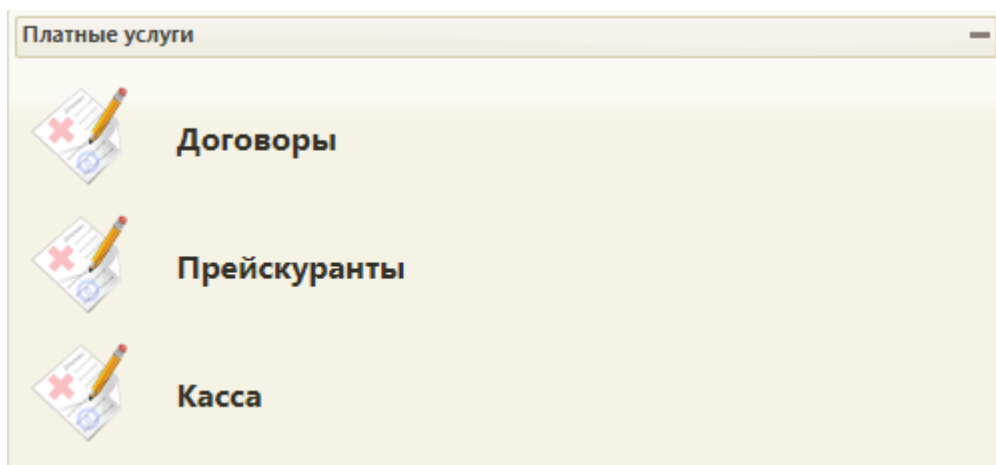 Платные услуги
Договоры
Прейскуранты
Касса